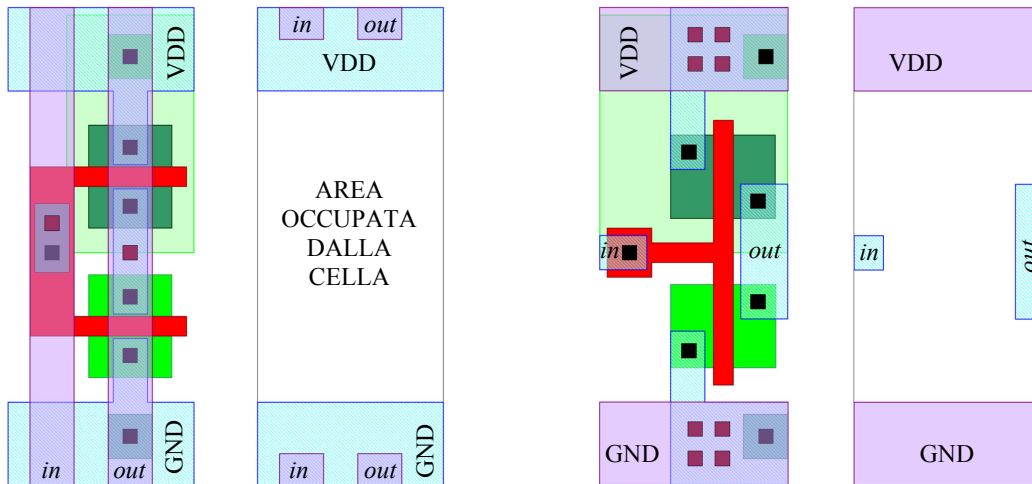 VDD
in
out
GND
in
out
VDD
AREA
OCCUPATA
DALLA
CELLA
in
out
GND
VDD
in
out
GND
VDD
in
out
GND